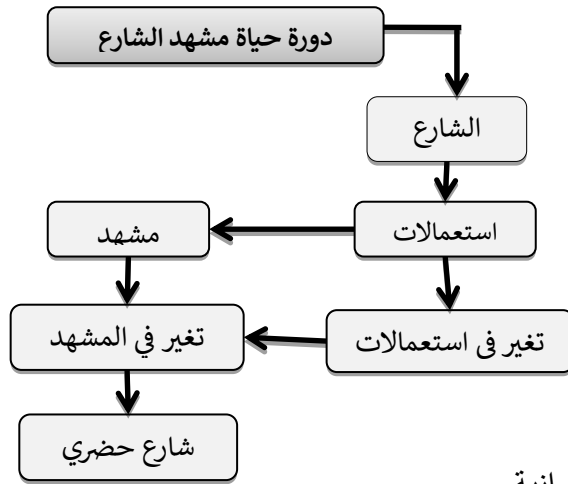 دورة حياة مشهد الشارع
الشارع
استعمالات
مشهد
تغير فى استعمالات
تغير في المشهد
شارع حضري